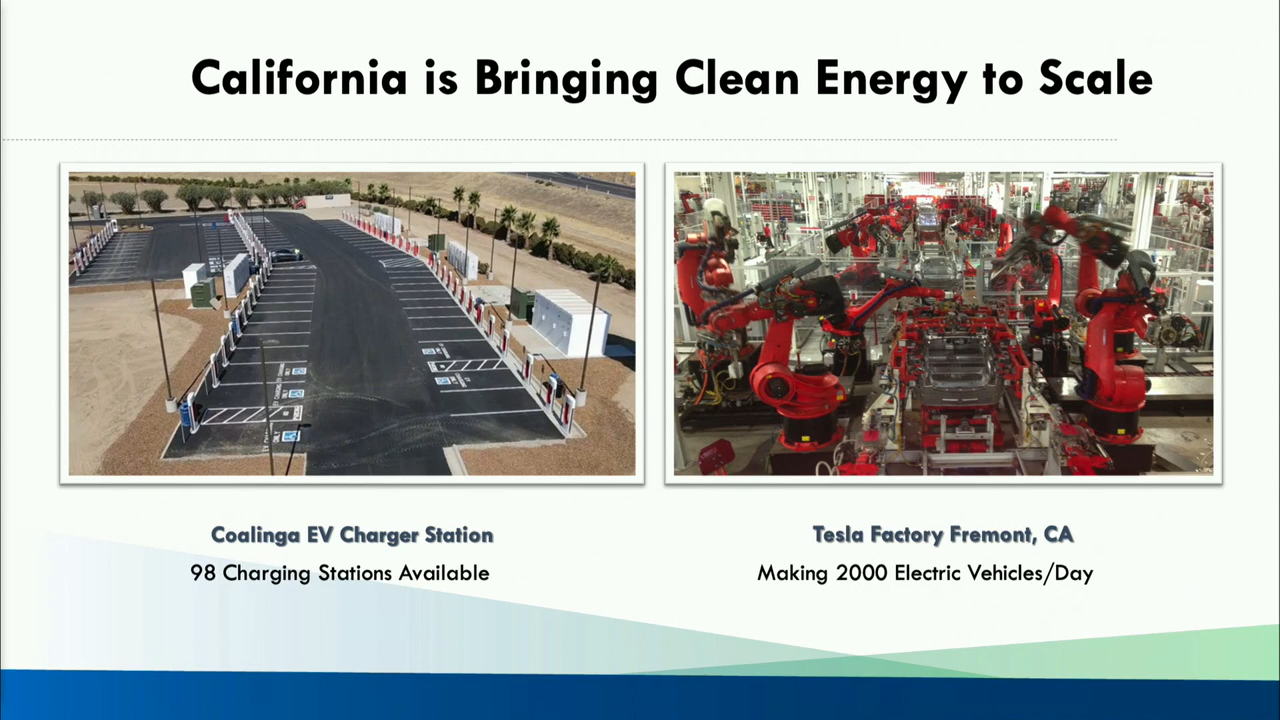 California is Bringing Clean Energy to Scale
Coalinga EV Charger Station
98 Charging Stations Available
Tesla Factory Fremont, CA
Making 2000 Electric Vehicles/Day